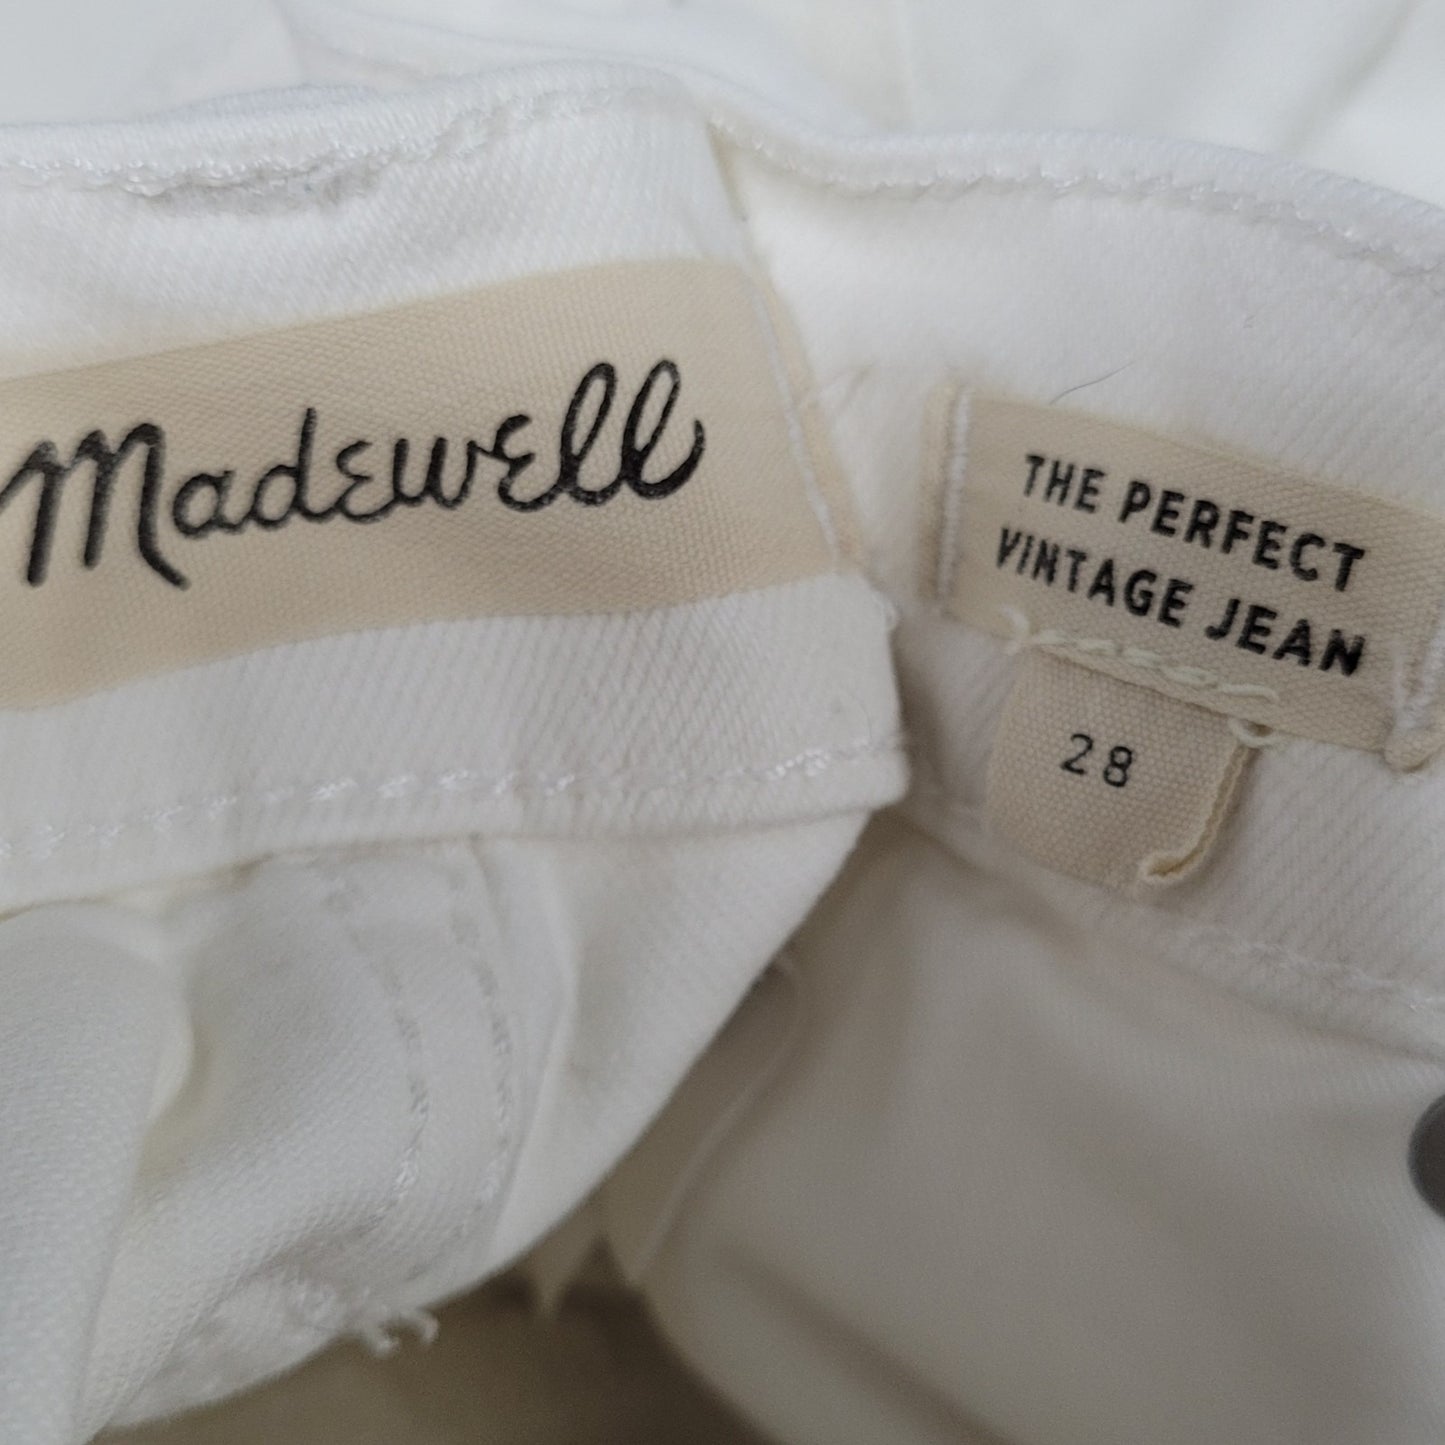 Madewell
THE PERFECT
VINTAGE JEAN
28